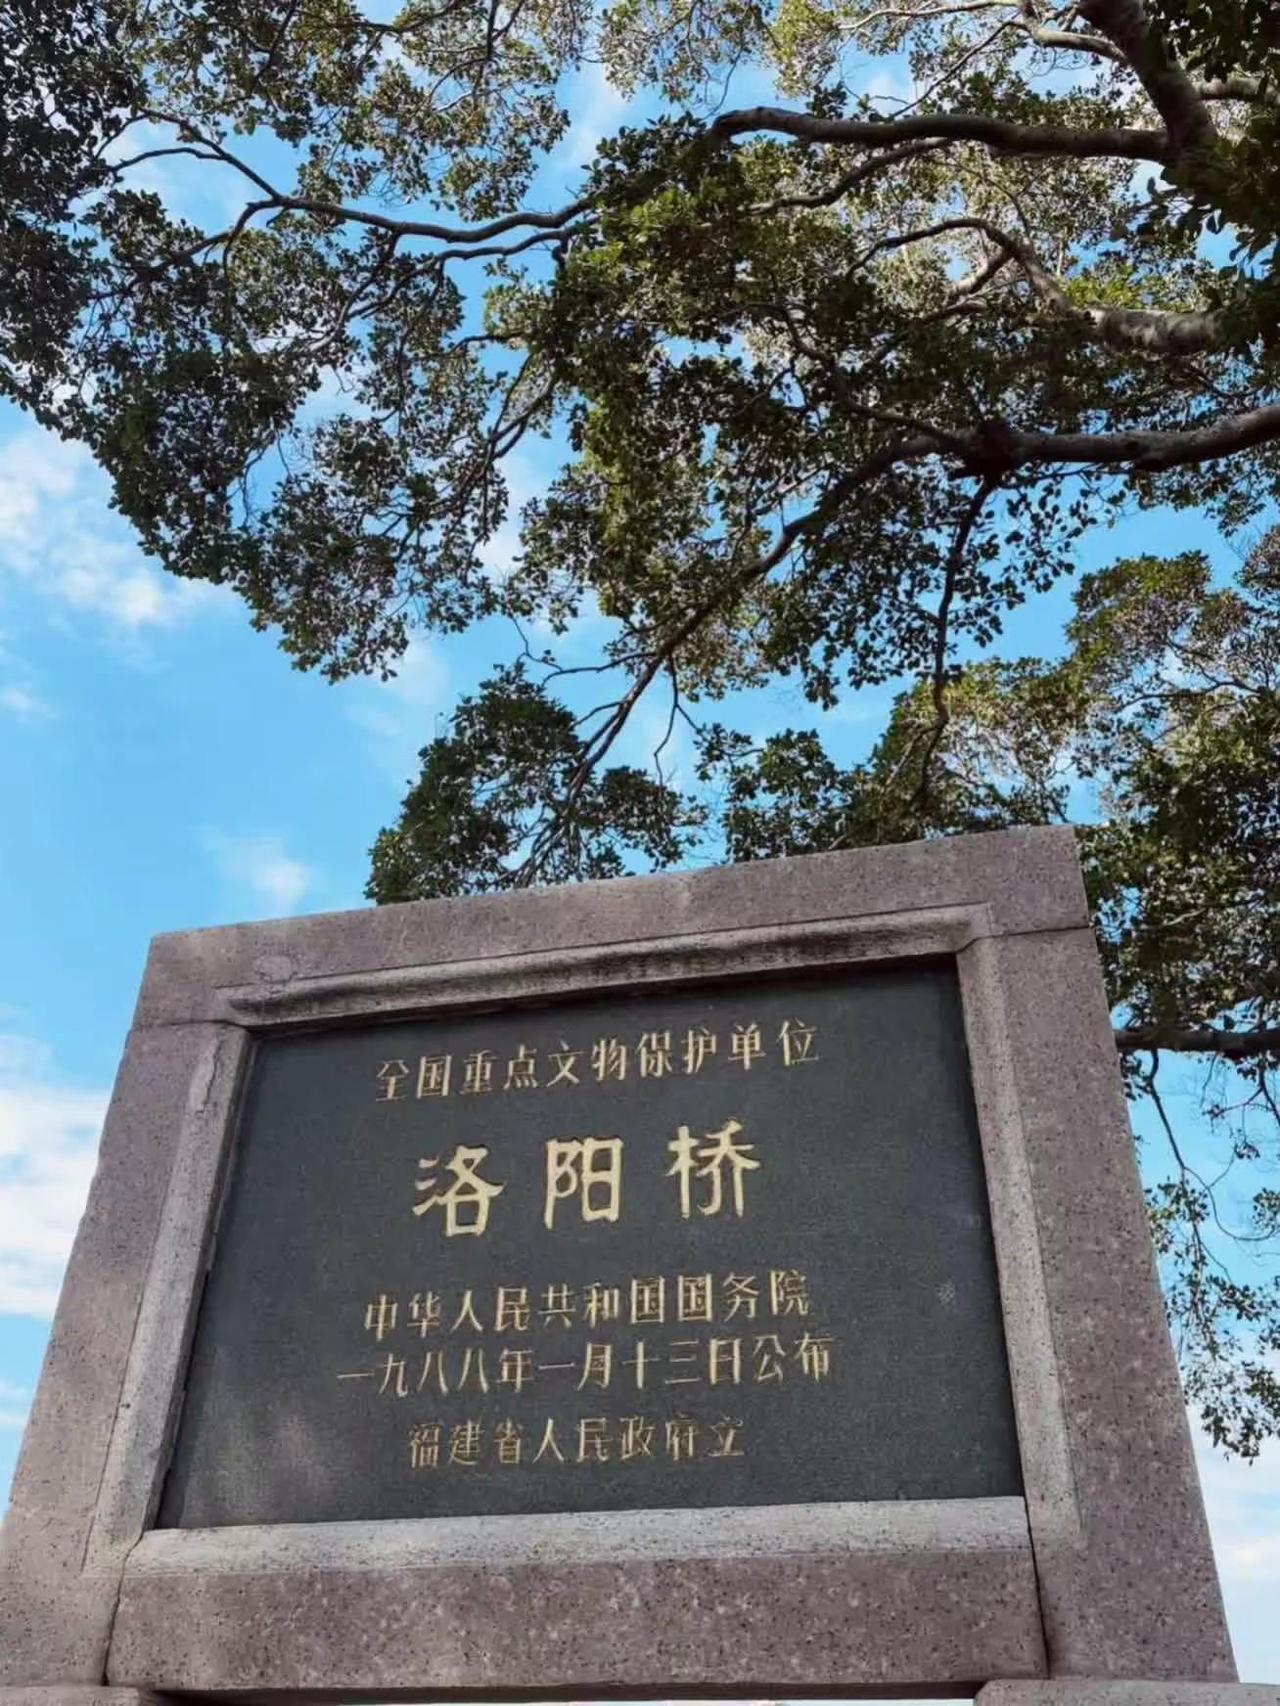 全国重点文物保护单位
洛阳桥
中华人民共和国国务院
一九八八年一月十三日公布
福建省人民政府立